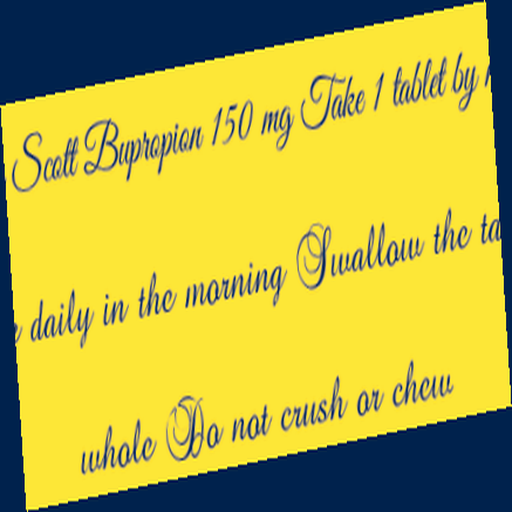 Scott Bupropion 150 mg Take 1 tablet by
daily in the morning Swallow the
whole Do not crush or chew